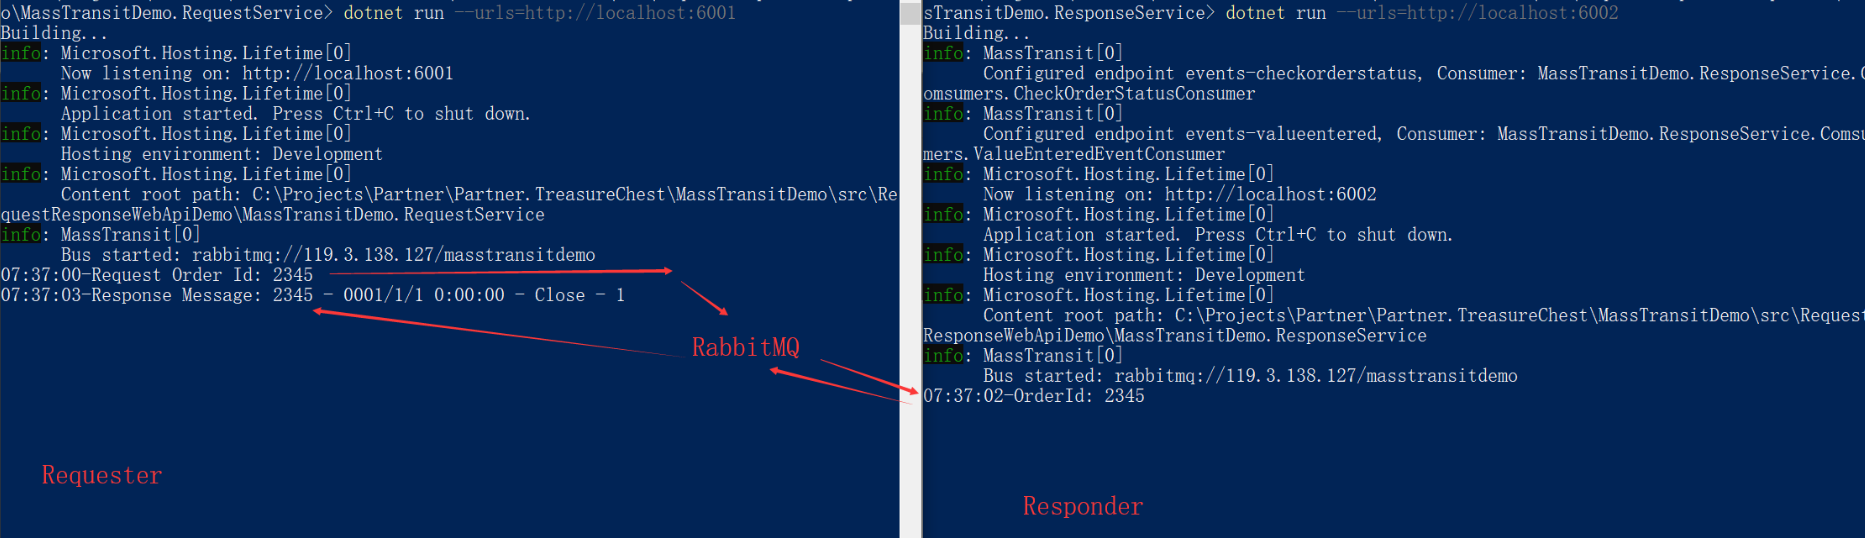 o\MassTransitDemo.RequestService> dotnet run --urls=http://localhost:6001
Building...
info: Microsoft.Hosting.Lifetime[0]
Now listening on: http://localhost:6001
info: Microsoft.Hosting.Lifetime[0]
Application started. Press Ctrl+C to shut down.
info: Microsoft.Hosting.Lifetime[0]
Hosting environment: Development
info: Microsoft.Hosting.Lifetime[0]
Content root path: C:\Projects\Partner\Partner.TreasureChest\MassTransitDemo\src\Re
questResponseWebApiDemo\MassTransitDemo.RequestService
info: MassTransit[0]
Bus started: rabbitmq://119.3.138.127/masstransitdemo
07:37:00-Request Order Id: 2345
07:37:03-Response Message: 2345 - 0001/1/1 0:00:00 - Close - 1
RabbitMQ
Requester
sTransitDemo.ResponseService> dotnet run --urls=http://localhost:6002
Building...
info: MassTransit[0]
Configured endpoint events-checkorderstatus, Consumer: MassTransitDemo.ResponseService.C
omsumers.CheckOrderStatusConsumer
info: MassTransit[0]
Configured endpoint events-valueentered, Consumer: MassTransitDemo.ResponseService.Comsu
mers.ValueEnteredEventConsumer
info: Microsoft.Hosting.Lifetime[0]
Now listening on: http://localhost:6002
info: Microsoft.Hosting.Lifetime[0]
Application started. Press Ctrl+C to shut down.
info: Microsoft.Hosting.Lifetime[0]
Hosting environment: Development
info: Microsoft.Hosting.Lifetime[0]
Content root path: C:\Projects\Partner\Partner.TreasureChest\MassTransitDemo\src\Request
ResponseWebApiDemo\MassTransitDemo.ResponseService
info: MassTransit[0]
Bus started: rabbitmq://119.3.138.127/masstransitdemo
07:37:02-OrderId: 2345
Responder